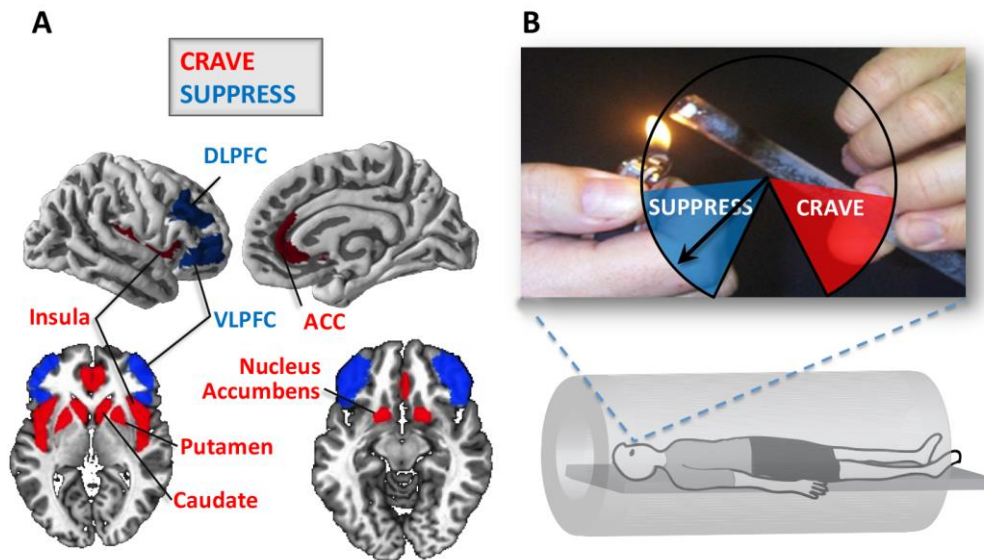 A
CRAVE
SUPPRESS
DLPFC
Insula
VLPFC
ACC
Nucleus
Accumbens
Putamen
Caudate
B
SUPPRESS
CRAVE